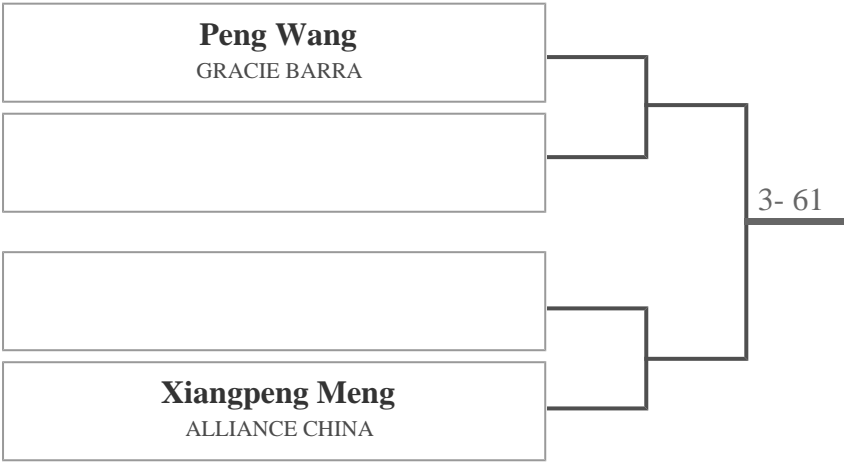 Peng Wang
GRACIE BARRA
3- 61
Xiangpeng Meng
ALLIANCE CHINA